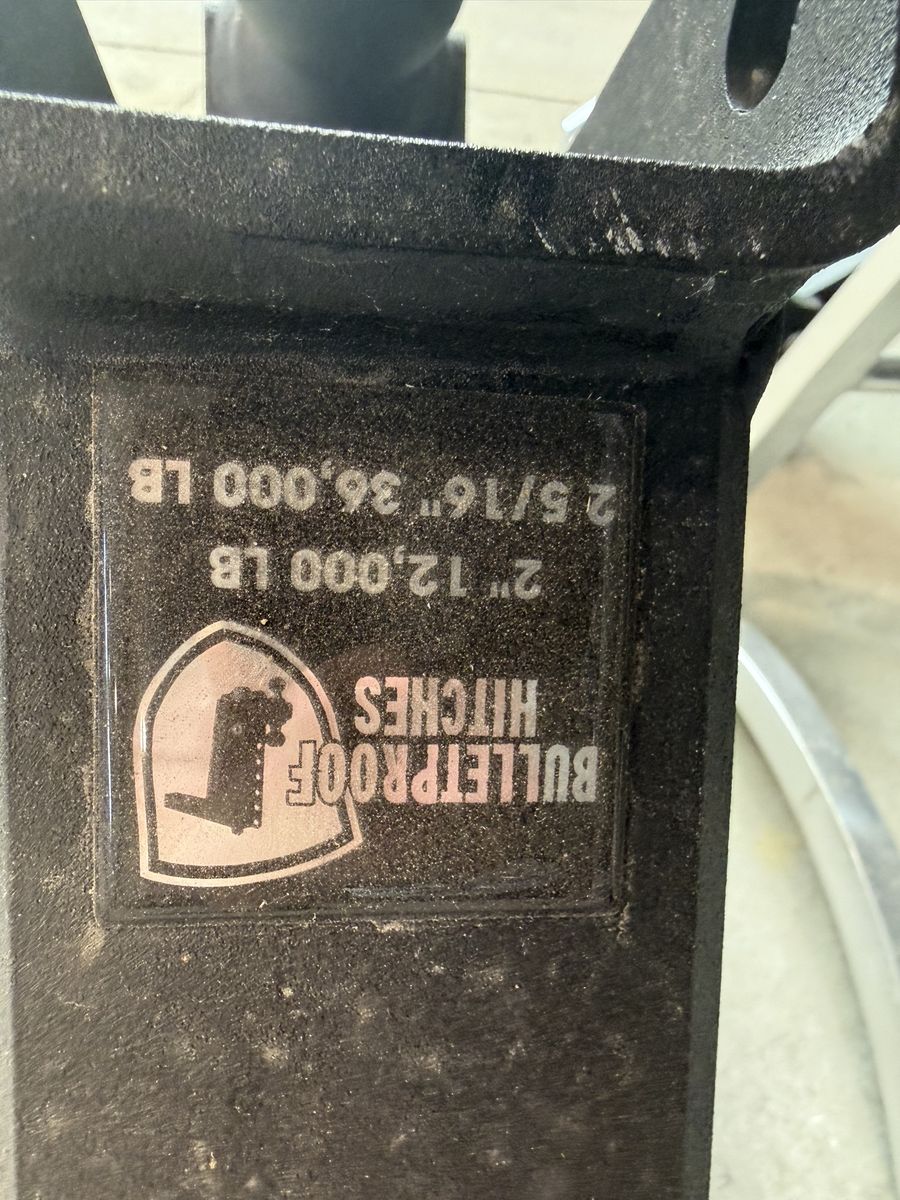 BULLETPROOF
HITCHES
2" 12,000 LB
2 5/16" 36,000 LB